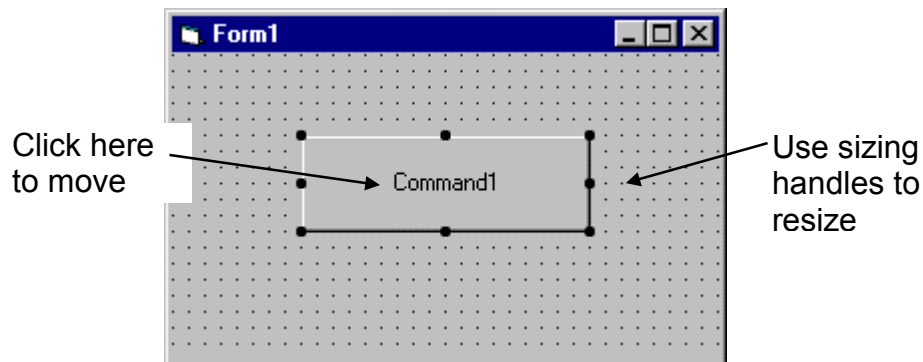 Form1
Click here
to move
Command1
Use sizing
handles to
resize